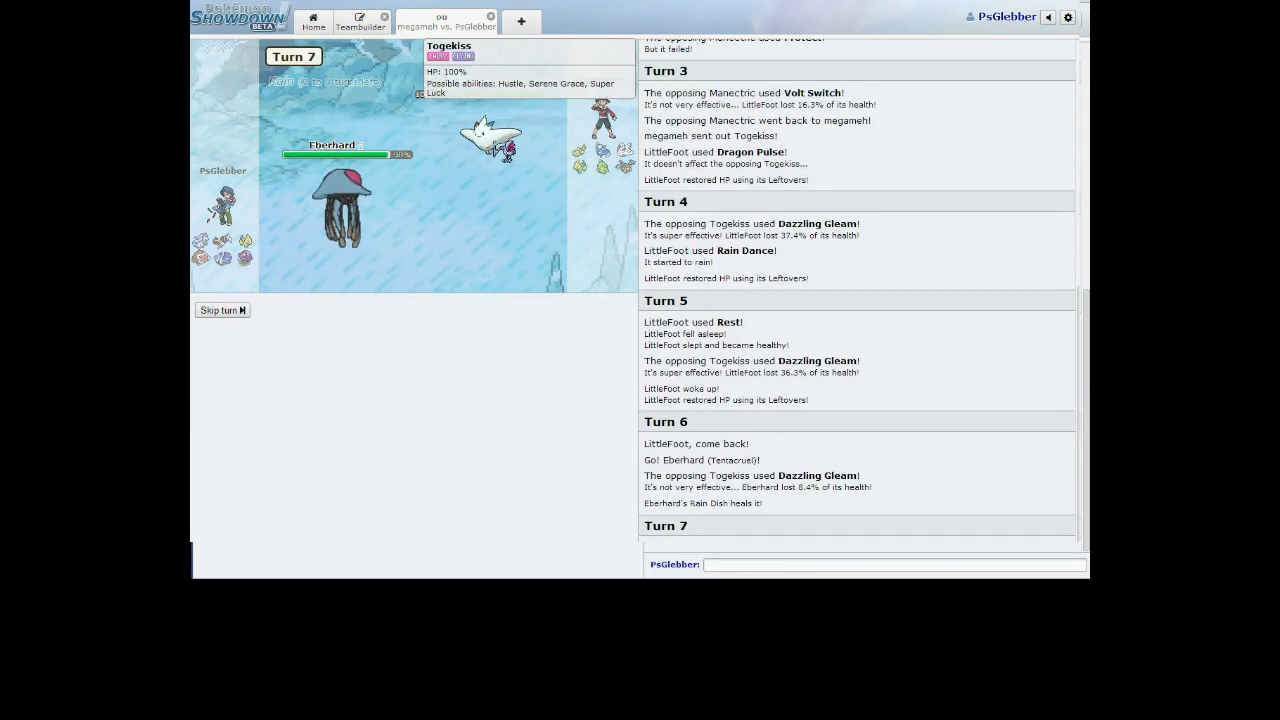 Pokémon
SHOWDOWN!
BETA
Home
Teambuilder
ou
megameh vs. PsGlebber
+
PsGlebber
Turn 7
Togekiss
FAIRY FLYING
HP: 100%
Possible abilities: Hustle, Serene Grace, Super
Luck
Eberhard
98%
PsGlebber
Skip turn
But it failed!
Turn 3
The opposing Manectric used Volt Switch!
It's not very effective... LittleFoot lost 16.3% of its health!
The opposing Manectric went back to megameh!
megameh sent out Togekiss!
LittleFoot used Dragon Pulse!
It doesn't affect the opposing Togekiss...
LittleFoot restored HP using its Leftovers!
Turn 4
The opposing Togekiss used Dazzling Gleam!
It's super effective! LittleFoot lost 37.4% of its health!
LittleFoot used Rain Dance!
It started to rain!
LittleFoot restored HP using its Leftovers!
Turn 5
LittleFoot used Rest!
LittleFoot fell asleep!
LittleFoot slept and became healthy!
The opposing Togekiss used Dazzling Gleam!
It's super effective! LittleFoot lost 36.3% of its health!
LittleFoot woke up!
LittleFoot restored HP using its Leftovers!
Turn 6
LittleFoot, come back!
Go! Eberhard (Tentacruel)!
The opposing Togekiss used Dazzling Gleam!
It's not very effective... Eberhard lost 8.4% of its health!
Eberhard's Rain Dish heals it!
Turn 7
PsGlebber: